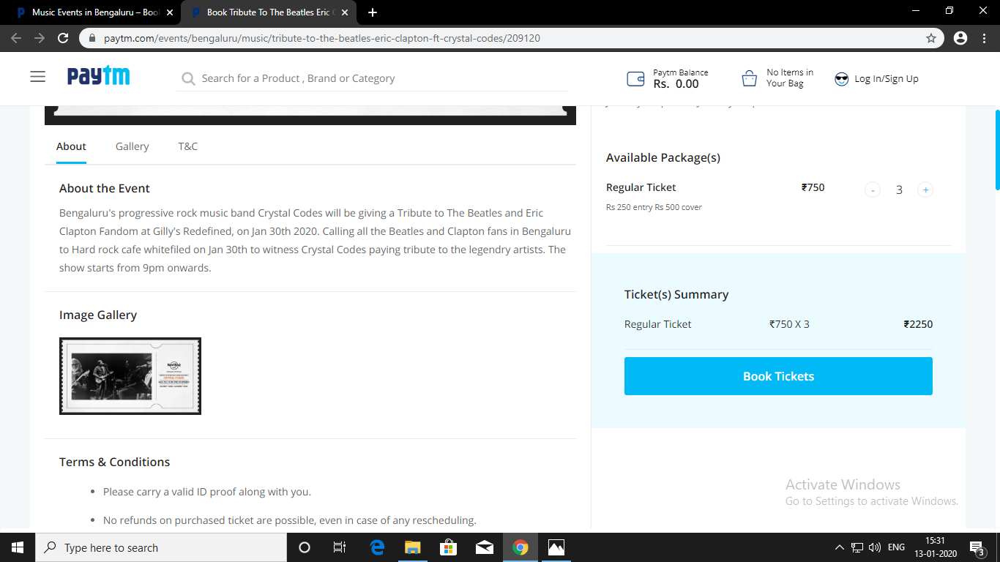 Music Events in Bengaluru – Boo
Book Tribute To The Beatles Eric
paytm.com/events/bengaluru/music/tribute-to-the-beatles-eric-clapton-ft-crystal-codes/209120
paytm
Search for a Product , Brand or Category
Paytm Balance
Rs. 0.00
No Items in
Your Bag
Log In/Sign Up
About
Gallery
T&C
About the Event
Bengaluru's progressive rock music band Crystal Codes will be giving a Tribute to The Beatles and Eric
Clapton Fandom at Gilly's Redefined, on Jan 30th 2020. Calling all the Beatles and Clapton fans in Bengaluru
to Hard rock cafe whitefiled on Jan 30th to witness Crystal Codes paying tribute to the legendry artists. The
show starts from 9pm onwards.
Image Gallery
Terms & Conditions
Please carry a valid ID proof along with you.
No refunds on purchased ticket are possible, even in case of any rescheduling.
Available Package(s)
Regular Ticket
₹750
- 3 +
Rs 250 entry Rs 500 cover
Ticket(s) Summary
Regular Ticket
₹750 X 3
₹2250
Book Tickets
Activate Windows
Go to Settings to activate Windows.
Type here to search
ENG
15:31
13-01-2020
3